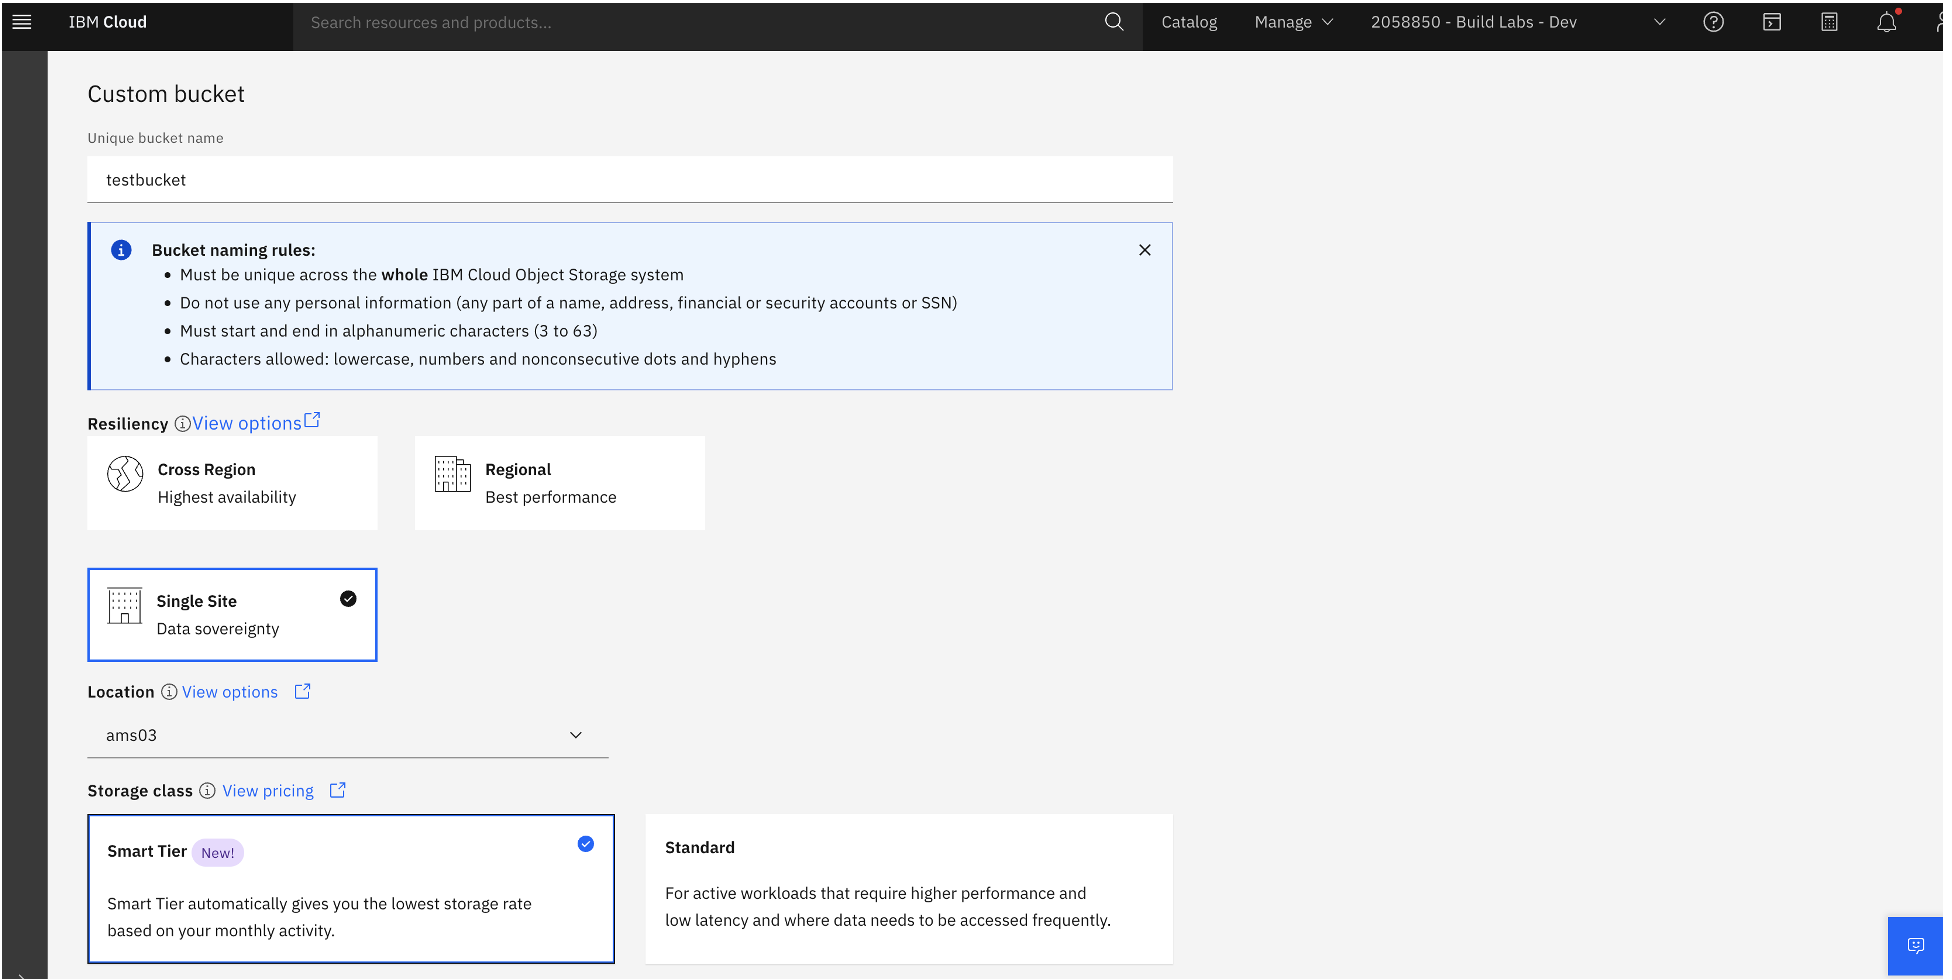 IBM Cloud
Search resources and products...
Catalog
Manage
2058850 - Build Labs - Dev
Custom bucket
Unique bucket name
testbucket
Bucket naming rules:
Must be unique across the whole IBM Cloud Object Storage system
Do not use any personal information (any part of a name, address, financial or security accounts or SSN)
Must start and end in alphanumeric characters (3 to 63)
Characters allowed: lowercase, numbers and nonconsecutive dots and hyphens
Resiliency View options
Cross Region
Highest availability
Regional
Best performance
Single Site
Data sovereignty
Location View options
ams03
Storage class View pricing
Smart Tier New!
Smart Tier automatically gives you the lowest storage rate
based on your monthly activity.
Standard
For active workloads that require higher performance and
low latency and where data needs to be accessed frequently.